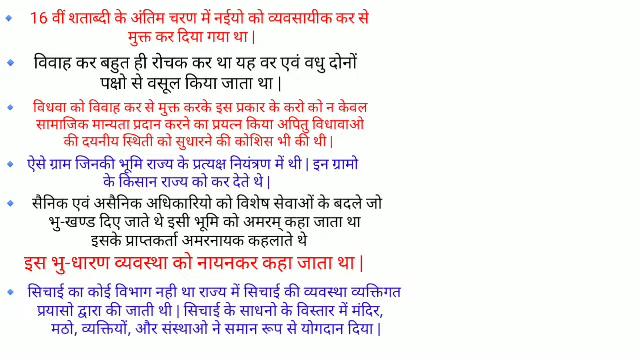 16 वीं शताब्दी के अंतिम चरण में नईयो को व्यवसायीक कर से
मुक्त कर दिया गया था |
विवाह कर बहुत ही रोचक कर था यह वर एवं वधु दोनों
पक्षो से वसूल किया जाता था |
विधवा को विवाह कर से मुक्त करके इस प्रकार के करो को न केवल
सामाजिक मान्यता प्रदान करने का प्रयत्न किया अपितु विधावाओ
की दयनीय स्थिती को सुधारने की कोशिस भी की थी |
ऐसे ग्राम जिनकी भूमि राज्य के प्रत्यक्ष नियंत्रण में थी | इन ग्रामो
के किसान राज्य को कर देते थे |
सैनिक एवं असैनिक अधिकारियो को विशेष सेवाओं के बदले जो
भु-खण्ड दिए जाते थे इसी भूमि को अमरम् कहा जाता था
इसके प्राप्तकर्ता अमरनायक कहलाते थे
इस भु-धारण व्यवस्था को नायनकर कहा जाता था |
सिचाई का कोई विभाग नही था राज्य में सिचाई की व्यवस्था व्यक्तिगत
प्रयासो द्वारा की जाती थी | सिचाई के साधनो के विस्तार में मंदिर,
मठो, व्यक्तियों, और संस्थाओ ने समान रूप से योगदान दिया |